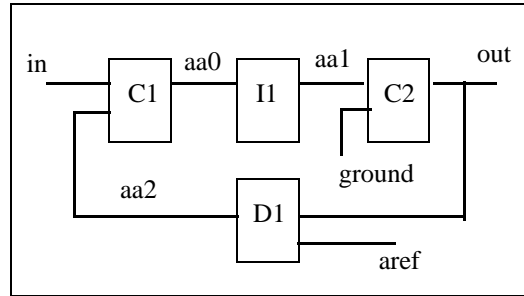 in
aa0
aa1
out
C1
I1
C2
ground
aa2
D1
aref